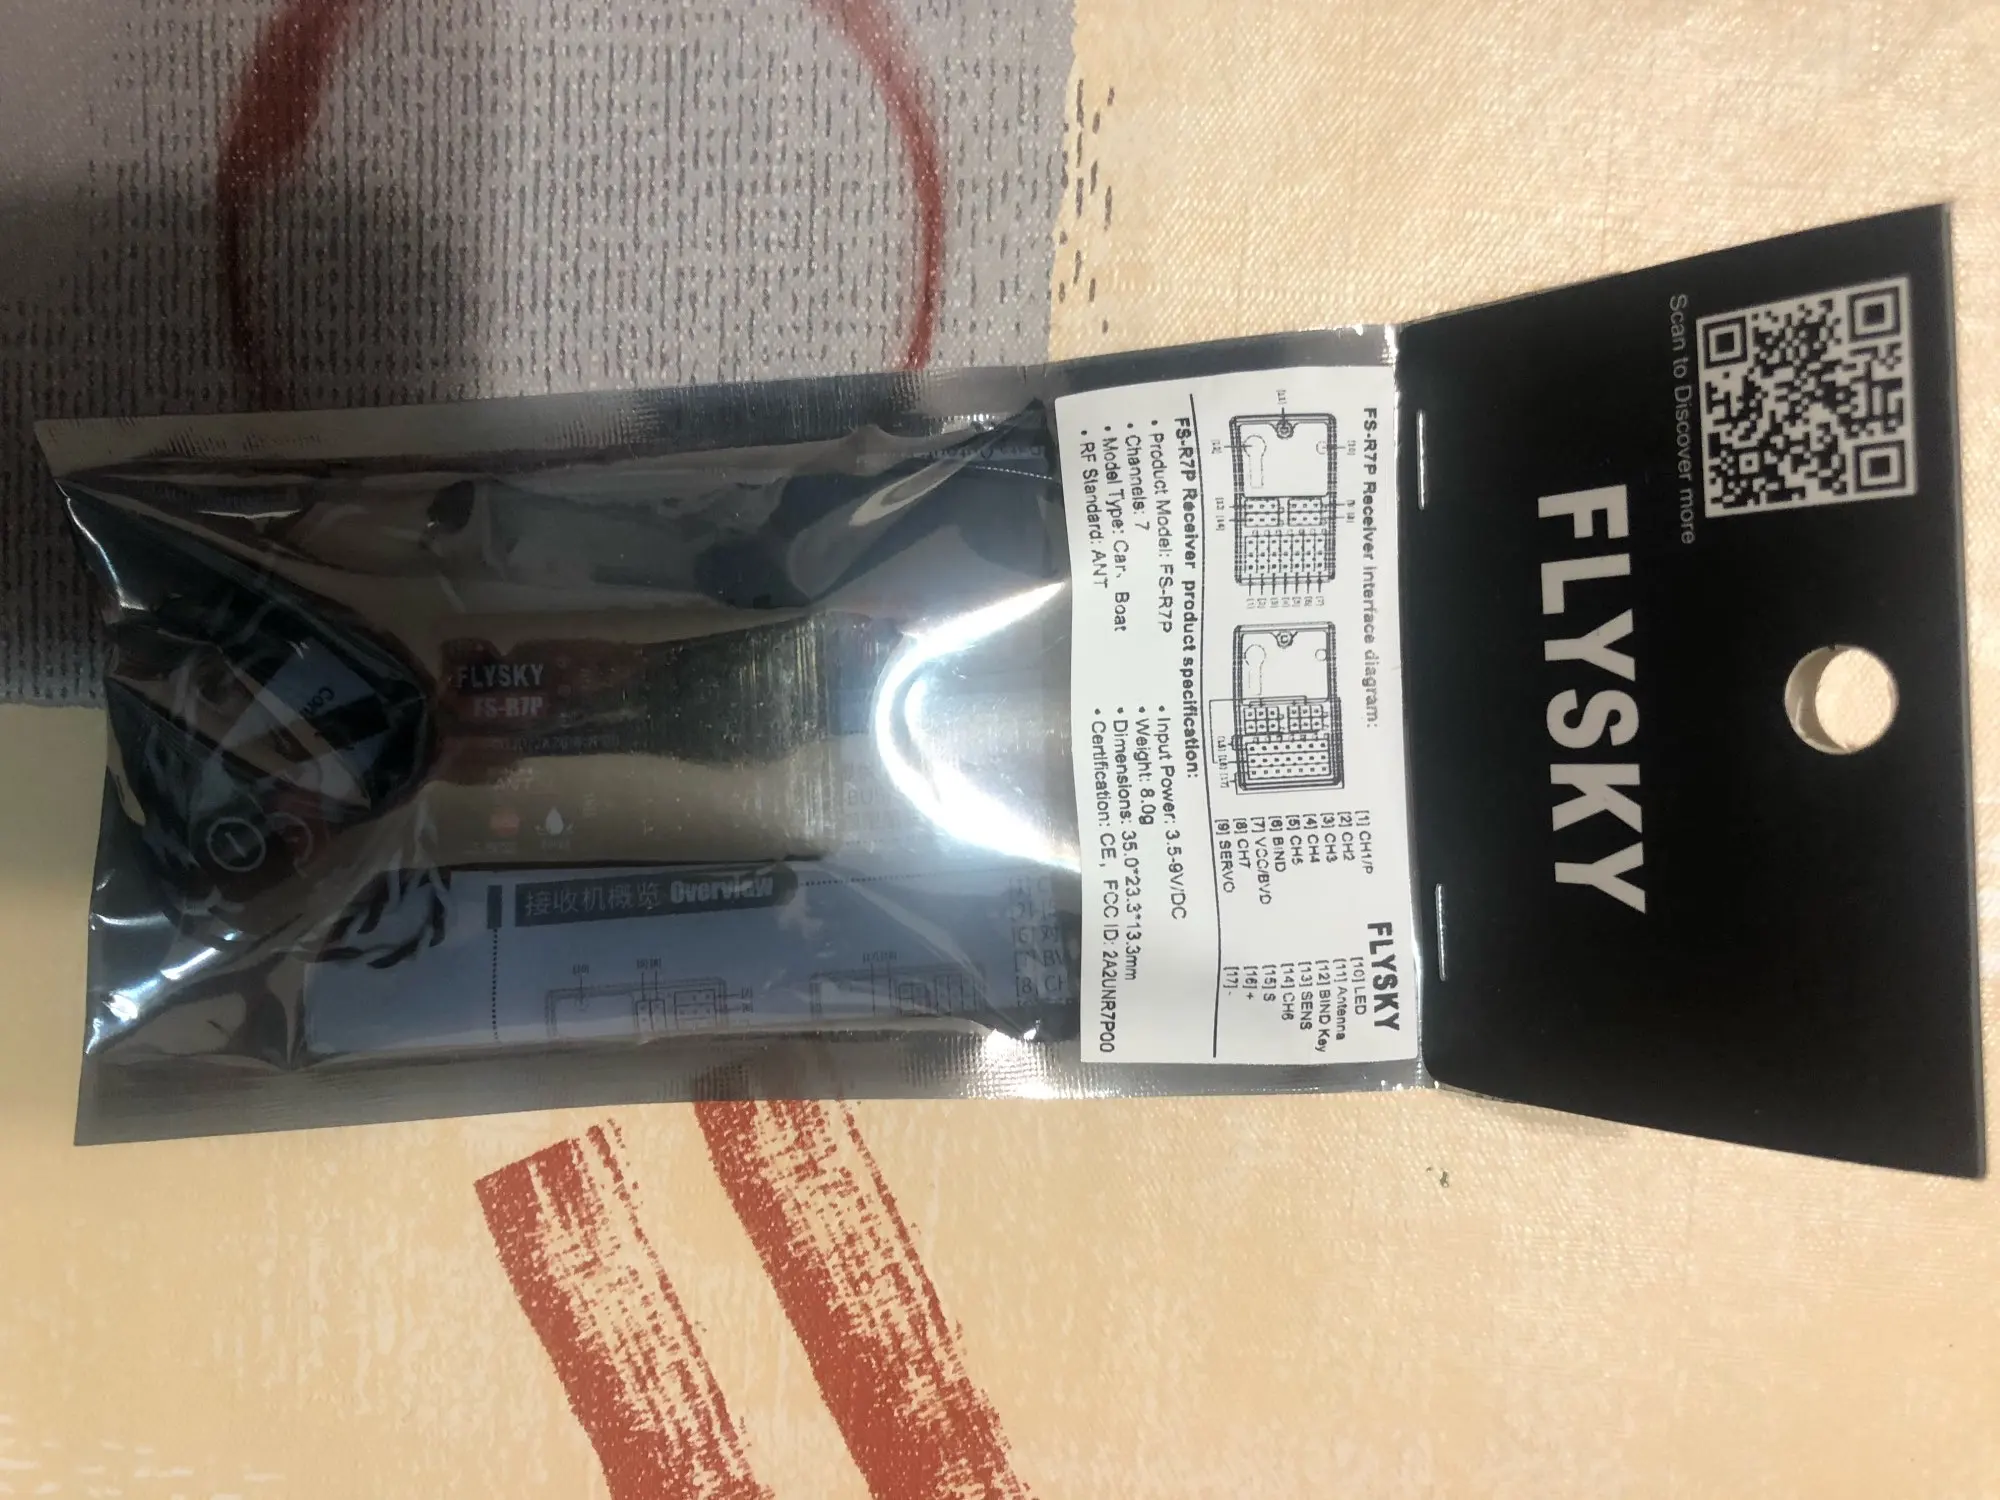 Scan to Discover more
FLYSKY
FS-R7P Receiver interface diagram:
FLYSKY
[1] CH1/P
[2] CH2
[3] CH3
[4] CH4
[5] CH5
[6] BIND
[7] VCC/BVD
[8] CH7
[9] SERVO
[10] LED
[11] Antenna
[12] BIND Key
[13] SENS
[14] CH6
[15] S
[16] +
[17] -
FS-R7P Receiver product specification:
• Product Model: FS-R7P
• Channels: 7
• Model Type: Car、Boat
• RF Standard: ANT
• Input Power: 3.5-9V/DC
• Weight: 8.0g
• Dimensions: 35.0*23.3*13.3mm
• Certification: CE, FCC ID: 2A2UNR7P00
FLYSKY
FS-R7P
ANT
接收机概览 Overview